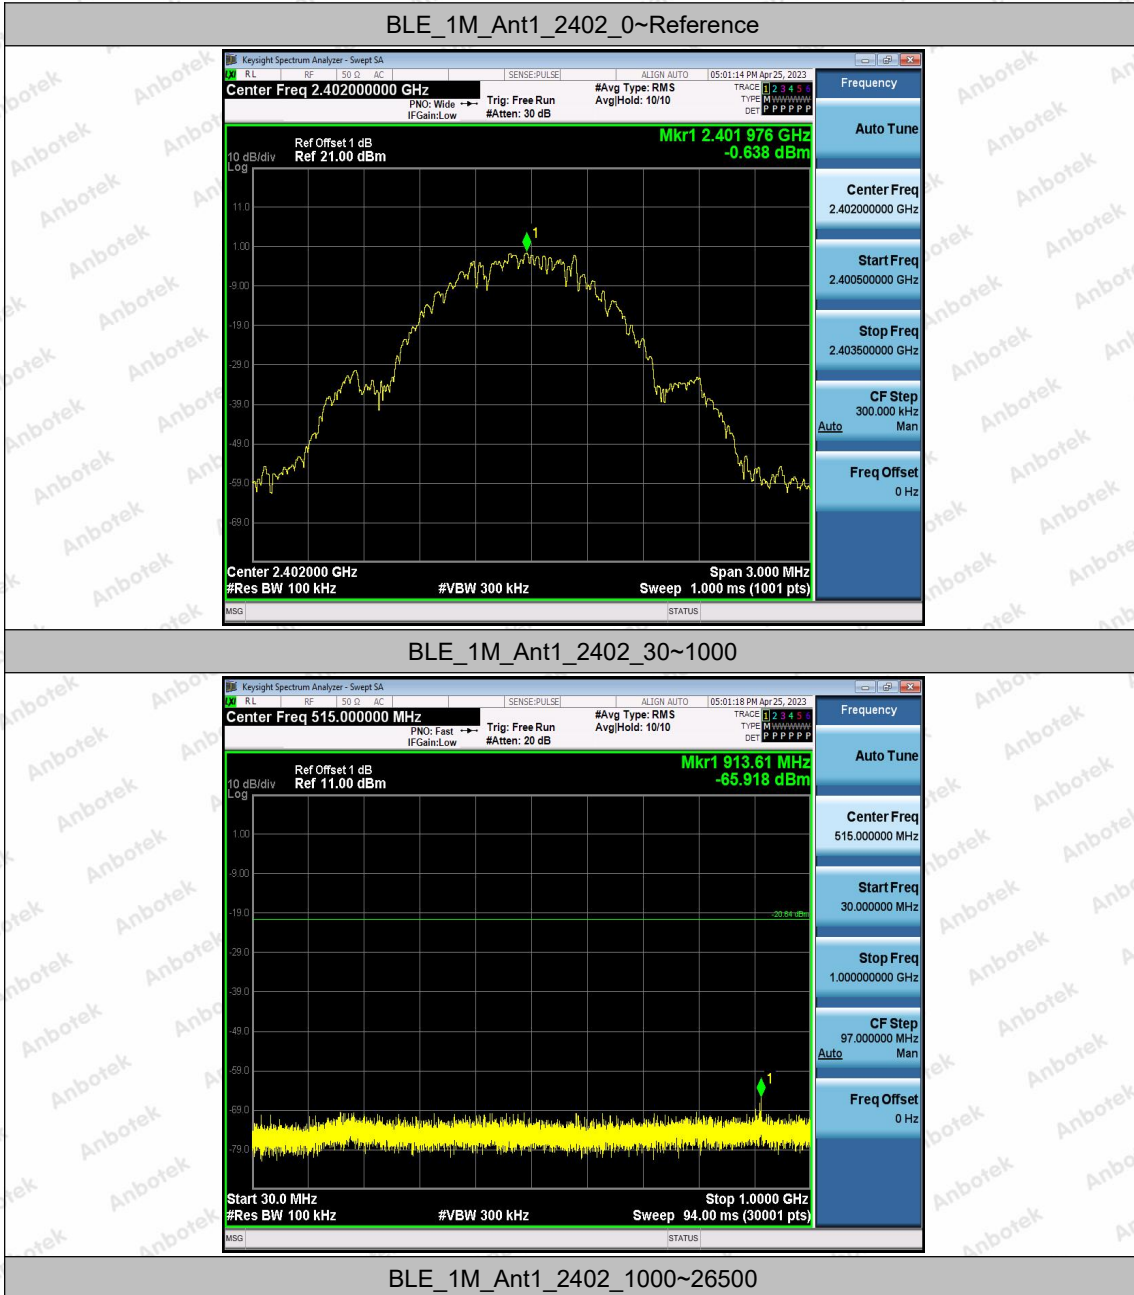 BLE_1M_Ant1_2402_0~Reference
Keysight Spectrum Analyzer - Swept SA
LXI RL RF 50 Ω AC SENSE:PULSE ALIGN AUTO 05:01:14 PM Apr 25, 2023
Center Freq 2.402000000 GHz
PNO: Wide
IFGain:Low
Trig: Free Run
#Atten: 30 dB
#Avg Type: RMS
Avg|Hold: 10/10
TRACE 1 2 3 4 5 6
TYPE M W W W W W
DET P P P P P P
Mkr1 2.401 976 GHz
-0.638 dBm
Ref Offset 1 dB
10 dB/div Ref 21.00 dBm
Log
11.0
1.00
-9.00
-19.0
-29.0
-39.0
-49.0
-59.0
-69.0
1
Center 2.402000 GHz Span 3.000 MHz
#Res BW 100 kHz #VBW 300 kHz Sweep 1.000 ms (1001 pts)
MSG STATUS
Frequency
Auto Tune
Center Freq
2.402000000 GHz
Start Freq
2.400500000 GHz
Stop Freq
2.403500000 GHz
CF Step
300.000 kHz
Auto Man
Freq Offset
0 Hz
BLE_1M_Ant1_2402_30~1000
Keysight Spectrum Analyzer - Swept SA
LXI RL RF 50 Ω AC SENSE:PULSE ALIGN AUTO 05:01:18 PM Apr 25, 2023
Center Freq 515.000000 MHz
PNO: Fast
IFGain:Low
Trig: Free Run
#Atten: 20 dB
#Avg Type: RMS
Avg|Hold: 10/10
TRACE 1 2 3 4 5 6
TYPE M W W W W W
DET P P P P P P
Mkr1 913.61 MHz
-65.918 dBm
Ref Offset 1 dB
10 dB/div Ref 11.00 dBm
Log
1.00
-9.00
-19.0
-29.0
-39.0
-49.0
-59.0
-69.0
-79.0
-20.64 dBm
1
Start 30.0 MHz Stop 1.0000 GHz
#Res BW 100 kHz #VBW 300 kHz Sweep 94.00 ms (30001 pts)
MSG STATUS
Frequency
Auto Tune
Center Freq
515.000000 MHz
Start Freq
30.000000 MHz
Stop Freq
1.000000000 GHz
CF Step
97.000000 MHz
Auto Man
Freq Offset
0 Hz
BLE_1M_Ant1_2402_1000~26500